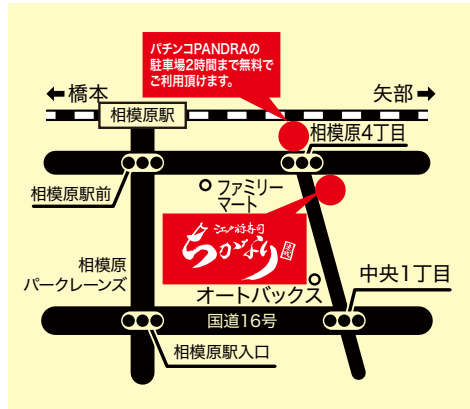 パチンコPANDRAの
駐車場2時間まで無料で
ご利用頂けます。
←橋本
矢部→
相模原駅
相模原4丁目
相模原駅前
ファミリー
マート
江ノ前寿司
ちかなり
相模原
パークレーンズ
オートバックス
中央1丁目
国道16号
相模原駅入口